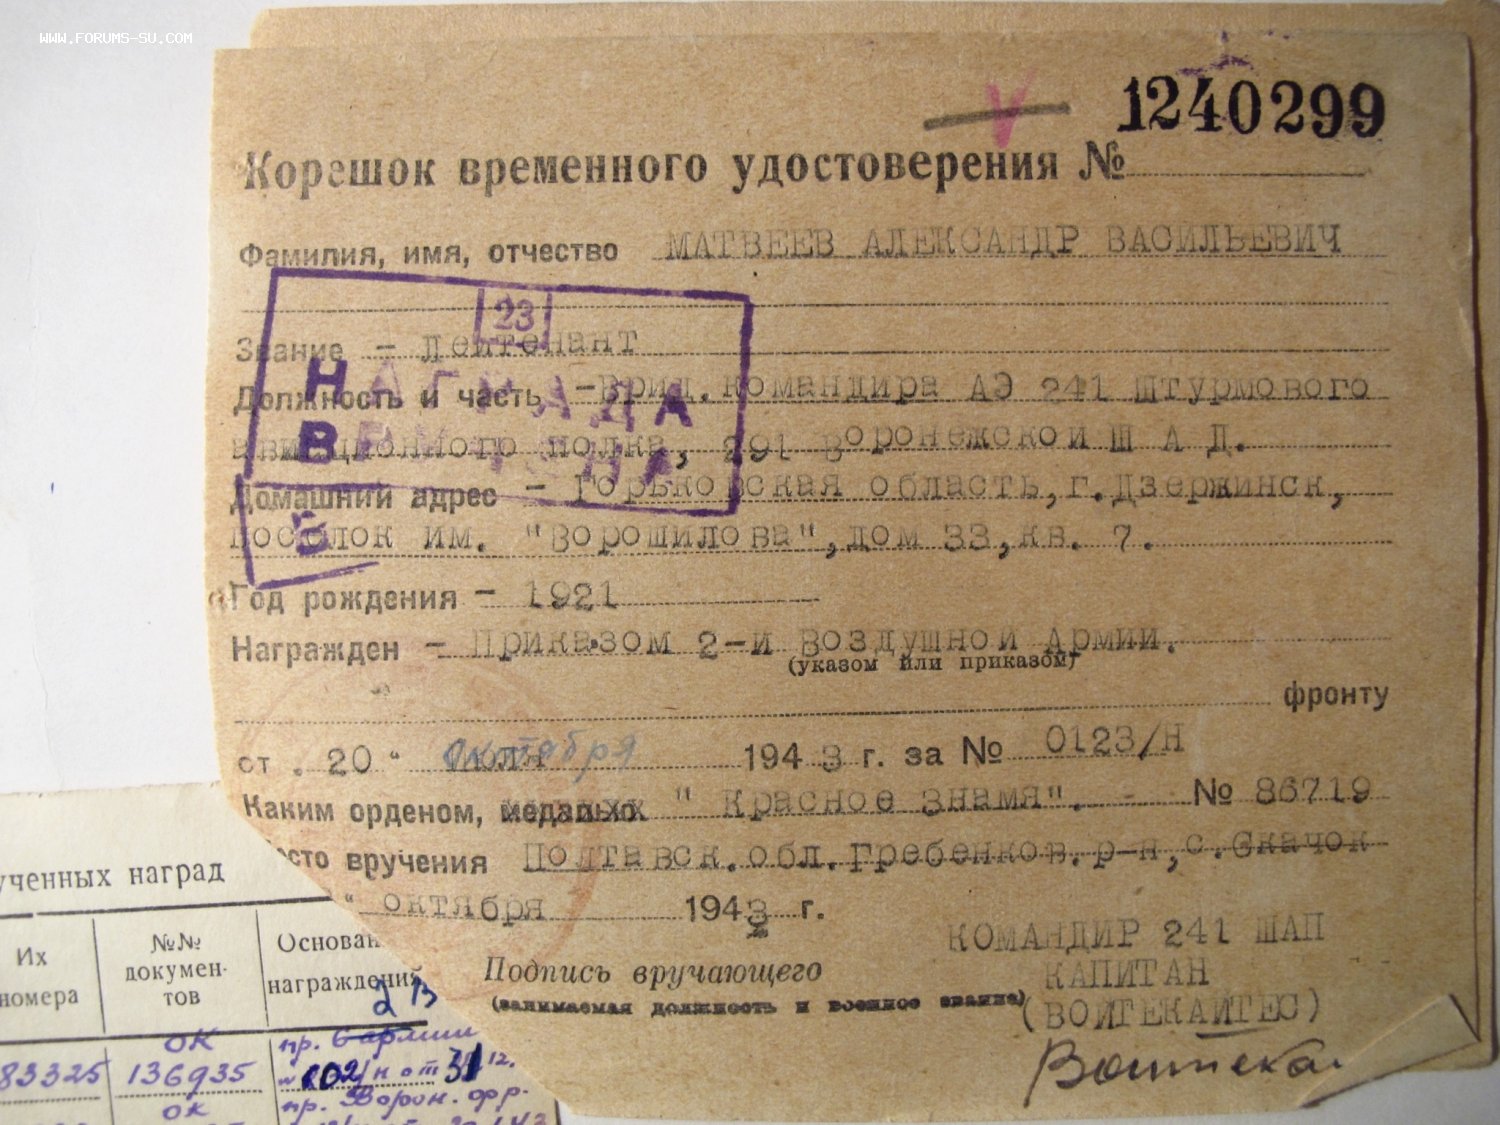 WWW.FORUMS-SU.COM
1240299
Корешок временного удостоверения №
Фамилия, имя, отчество МАТВЕЕВ АЛЕКСАНДР ВАСИЛЬЕВИЧ
23
Звание - лейтенант
НАГРАДА
Должность и часть -Врид.командира АЭ 241 Штурмового
авиационного полка, 291 Воронежской Ш А Д.
Домашний адрес - Горьковская область,г.Дзержинск,
поселок им. "Ворошилова",дом 33,кв. 7.
Год рождения - 1921
Награжден - Приказом 2-й Воздушной Армии.
(указом или приказом)
фронту
от . 20 " октября 1943 г. за № 0123/Н
Каким орденом, медалью "Красное Знамя". - № 86719
место вручения Полтавск.обл.Гребенков.р-н,с.Скачок
" октября 1943 г.
КОМАНДИР 241 ШАП
Подпись вручающего КАПИТАН
(занимаемая должность и военное звание) (ВОЙТЕКАЙТЕС)
Войтека
ученных наград
Их
номера
№№
докумен-
тов
Основан
награждений
2 В
83325
ОК
136935
пр. 6 армии
102/н от 31 12.
ОК
пр. Ворон. фр.